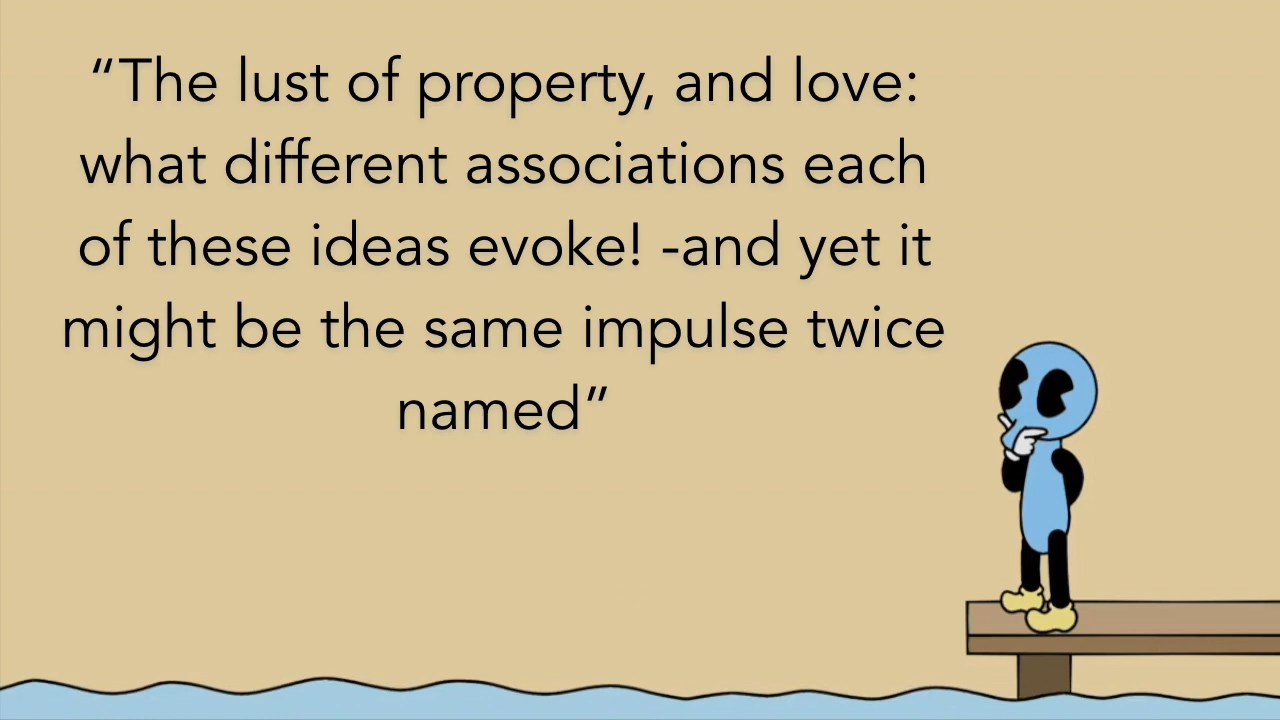 “The lust of property, and love:
what different associations each
of these ideas evoke! -and yet it
might be the same impulse twice
named”